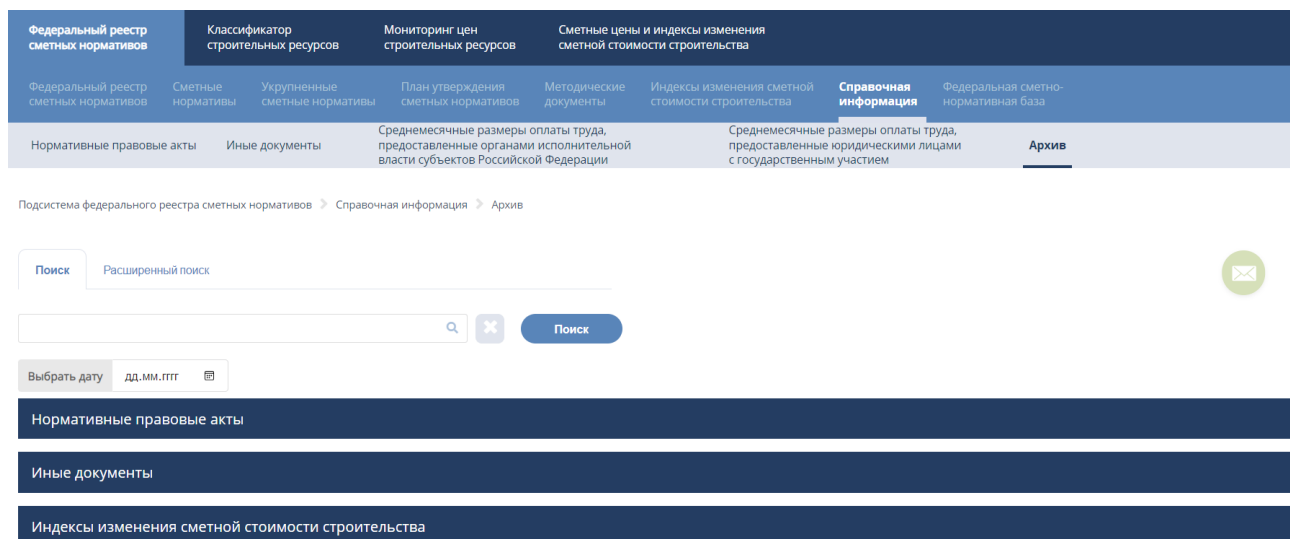 Федеральный реестр
сметных нормативов
Классификатор
строительных ресурсов
Мониторинг цен
строительных ресурсов
Сметные цены и индексы изменения
сметной стоимости строительства
Федеральный реестр
сметных нормативов
Сметные
нормативы
Укрупненные
сметные нормативы
План утверждения
сметных нормативов
Методические
документы
Индексы изменения сметной
стоимости строительства
Справочная
информация
Федеральная сметно-
нормативная база
Нормативные правовые акты
Иные документы
Среднемесячные размеры оплаты труда,
предоставленные органами исполнительной
власти субъектов Российской Федерации
Среднемесячные размеры оплаты труда,
предоставленные юридическими лицами
с государственным участием
Архив
Подсистема федерального реестра сметных нормативов > Справочная информация > Архив
Поиск
Расширенный поиск
Поиск
Выбрать дату дд.мм.гггг
Нормативные правовые акты
Иные документы
Индексы изменения сметной стоимости строительства